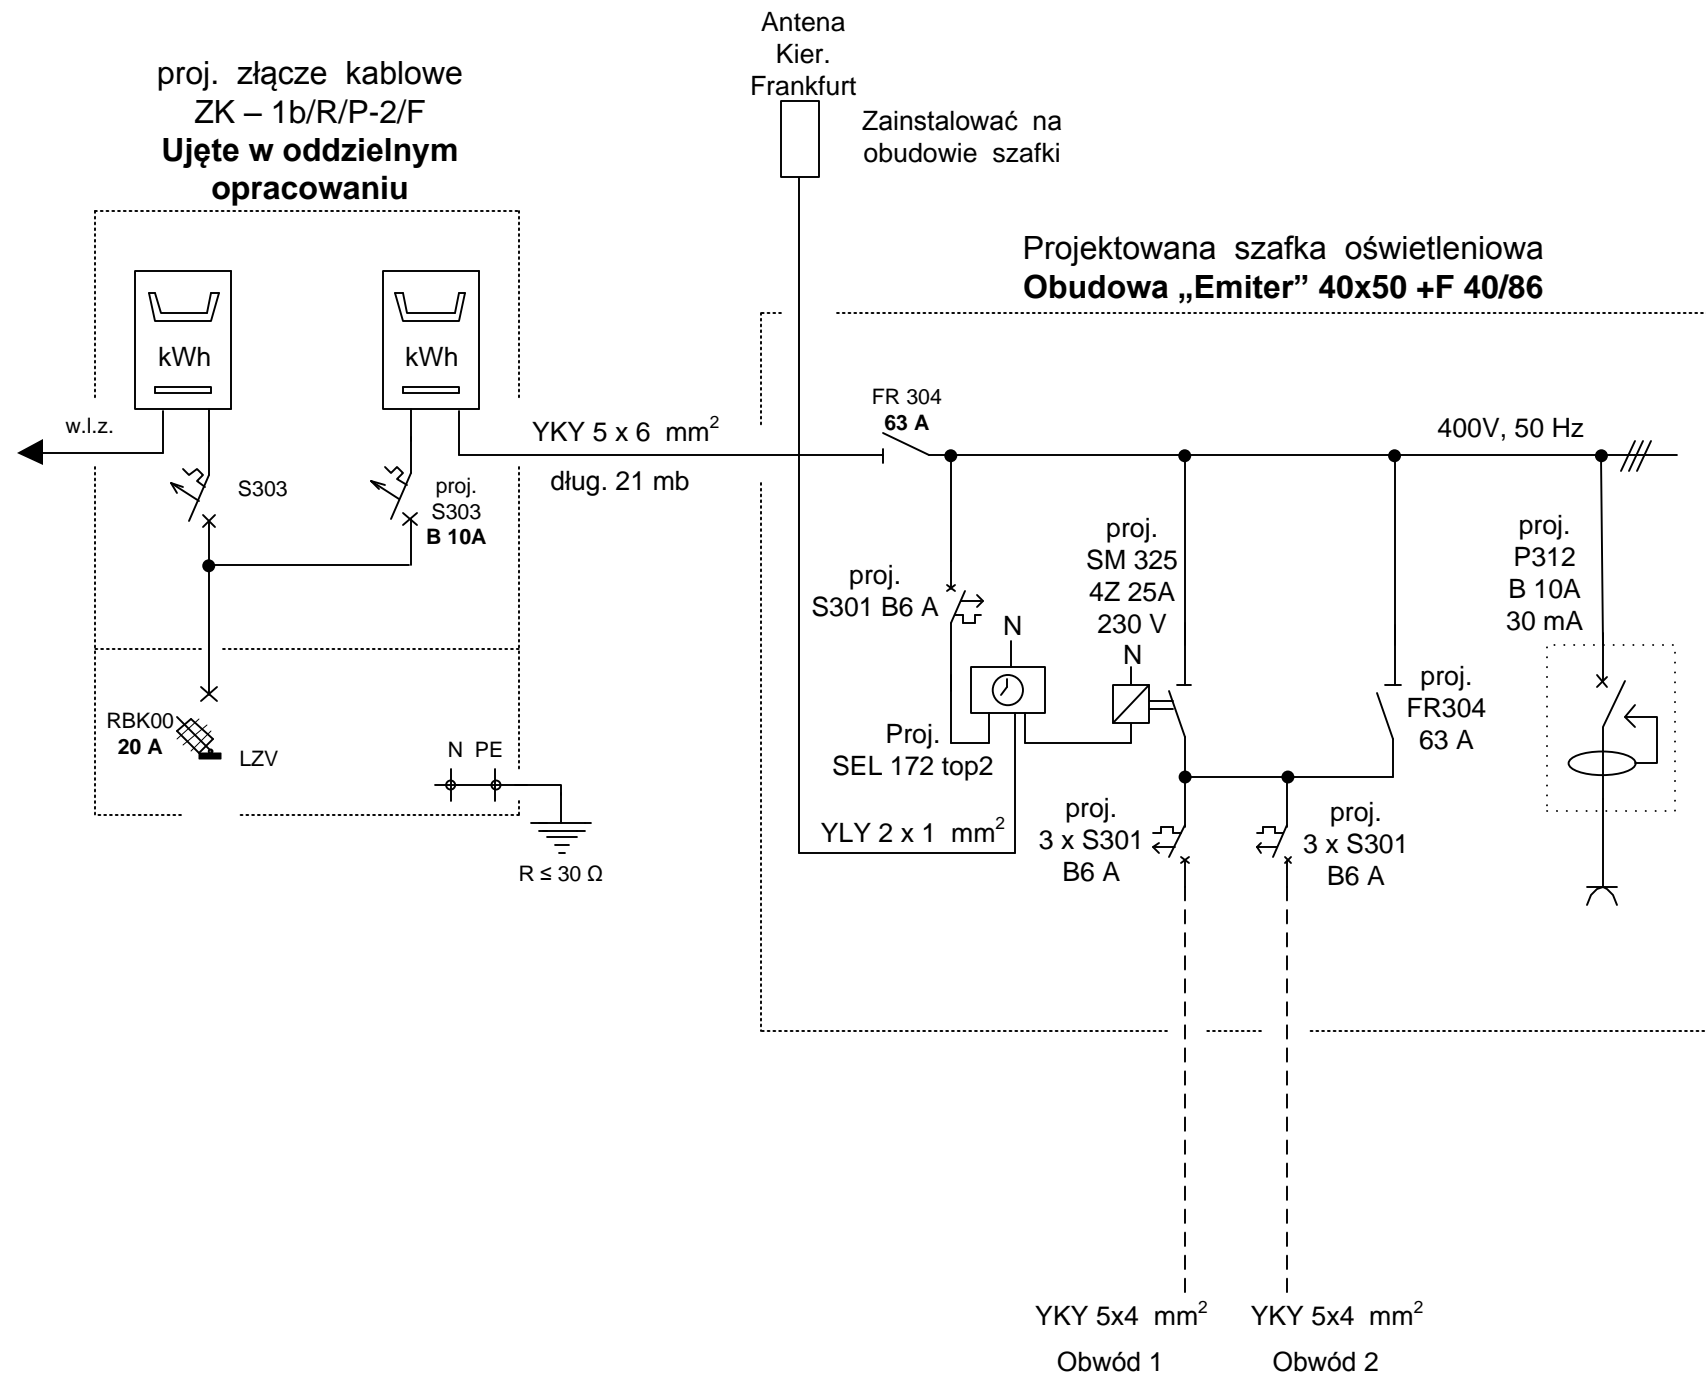 Antena
Kier.
Frankfurt
proj. złącze kablowe
ZK – 1b/R/P-2/F
Ujęte w oddzielnym
opracowaniu
Zainstalować na
obudowie szafki
Projektowana szafka oświetleniowa
Obudowa „Emiter” 40x50 +F 40/86
kWh
kWh
w.l.z.
S303
proj.
S303
B 10A
YKY 5 x 6 mm²
dług. 21 mb
FR 304
63 A
400V, 50 Hz
proj.
S301 B6 A
N
proj.
SM 325
4Z 25A
230 V
N
proj.
P312
B 10A
30 mA
proj.
FR304
63 A
Proj.
SEL 172 top2
RBK00
20 A
LZV
N PE
R ≤ 30 Ω
YLY 2 x 1 mm²
proj.
3 x S301
B6 A
proj.
3 x S301
B6 A
YKY 5x4 mm²
Obwód 1
YKY 5x4 mm²
Obwód 2